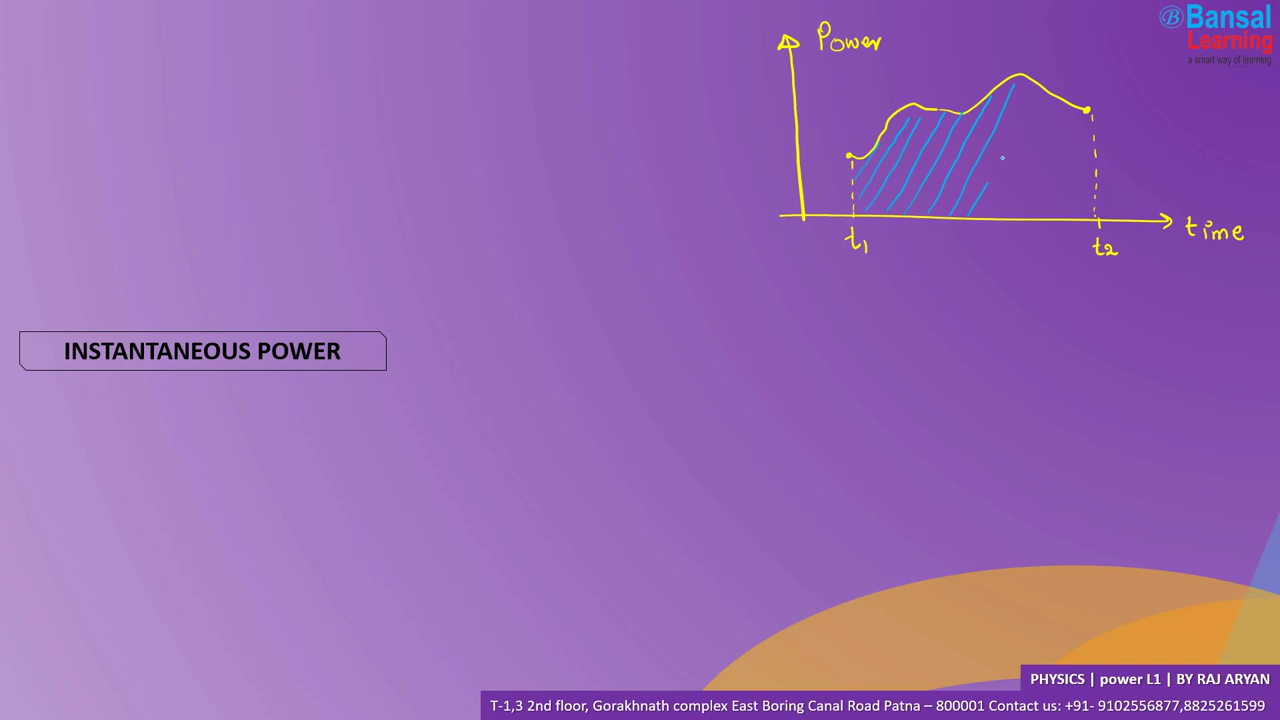 Power
Ⓑ Bansal
Learning
a smart way of learning
t1
t2
time
INSTANTANEOUS POWER
PHYSICS | power L1 | BY RAJ ARYAN
T-1,3 2nd floor, Gorakhnath complex East Boring Canal Road Patna – 800001 Contact us: +91- 9102556877,8825261599